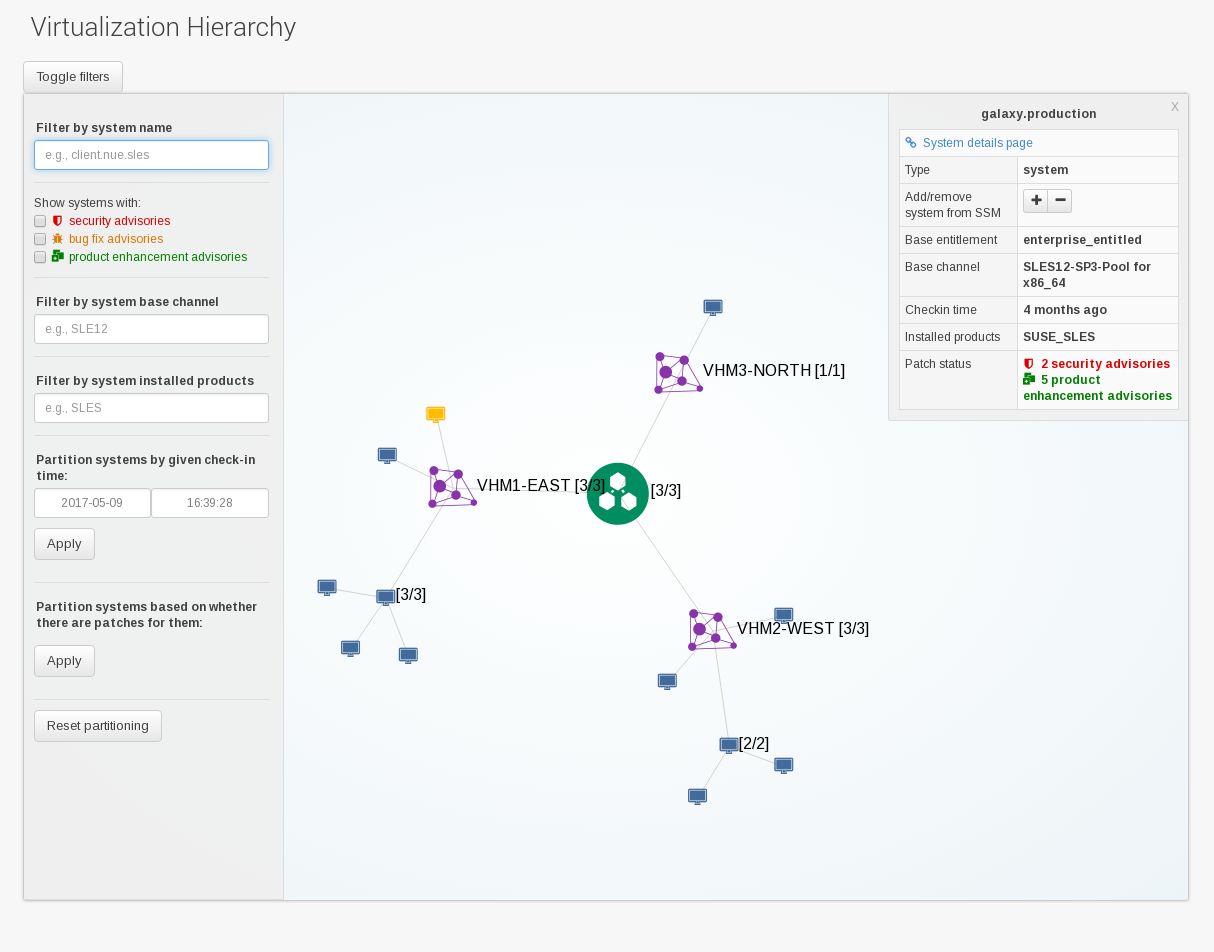 Virtualization Hierarchy
Toggle filters
Filter by system name
e.g., client.nue.sles
Show systems with:
security advisories
bug fix advisories
product enhancement advisories
Filter by system base channel
e.g., SLE12
Filter by system installed products
e.g., SLES
Partition systems by given check-in
time:
2017-05-09 16:39:28
Apply
Partition systems based on whether
there are patches for them:
Apply
Reset partitioning
VHM3-NORTH [1/1]
VHM1-EAST [3/3]
[3/3]
[3/3]
VHM2-WEST [3/3]
[2/2]
X
galaxy.production
System details page
Type system
Add/remove
system from SSM
Base entitlement enterprise_entitled
Base channel SLES12-SP3-Pool for
x86_64
Checkin time 4 months ago
Installed products SUSE_SLES
Patch status 2 security advisories
5 product
enhancement advisories